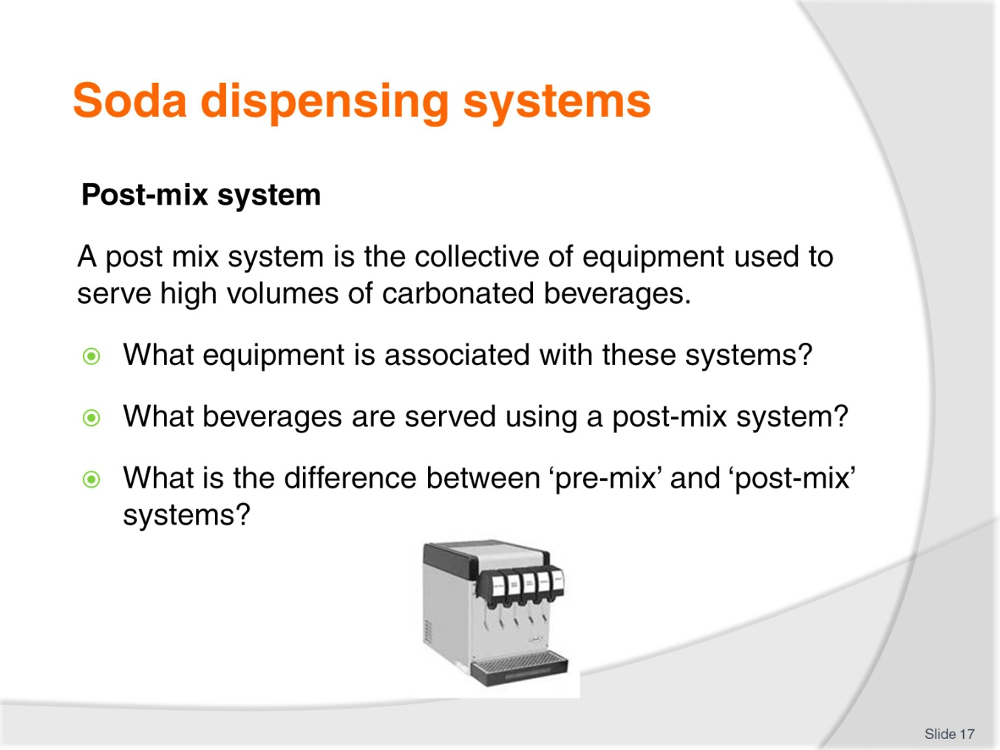 Soda dispensing systems
Post-mix system
A post mix system is the collective of equipment used to
serve high volumes of carbonated beverages.
What equipment is associated with these systems?
What beverages are served using a post-mix system?
What is the difference between ‘pre-mix’ and ‘post-mix’
systems?
Slide 17